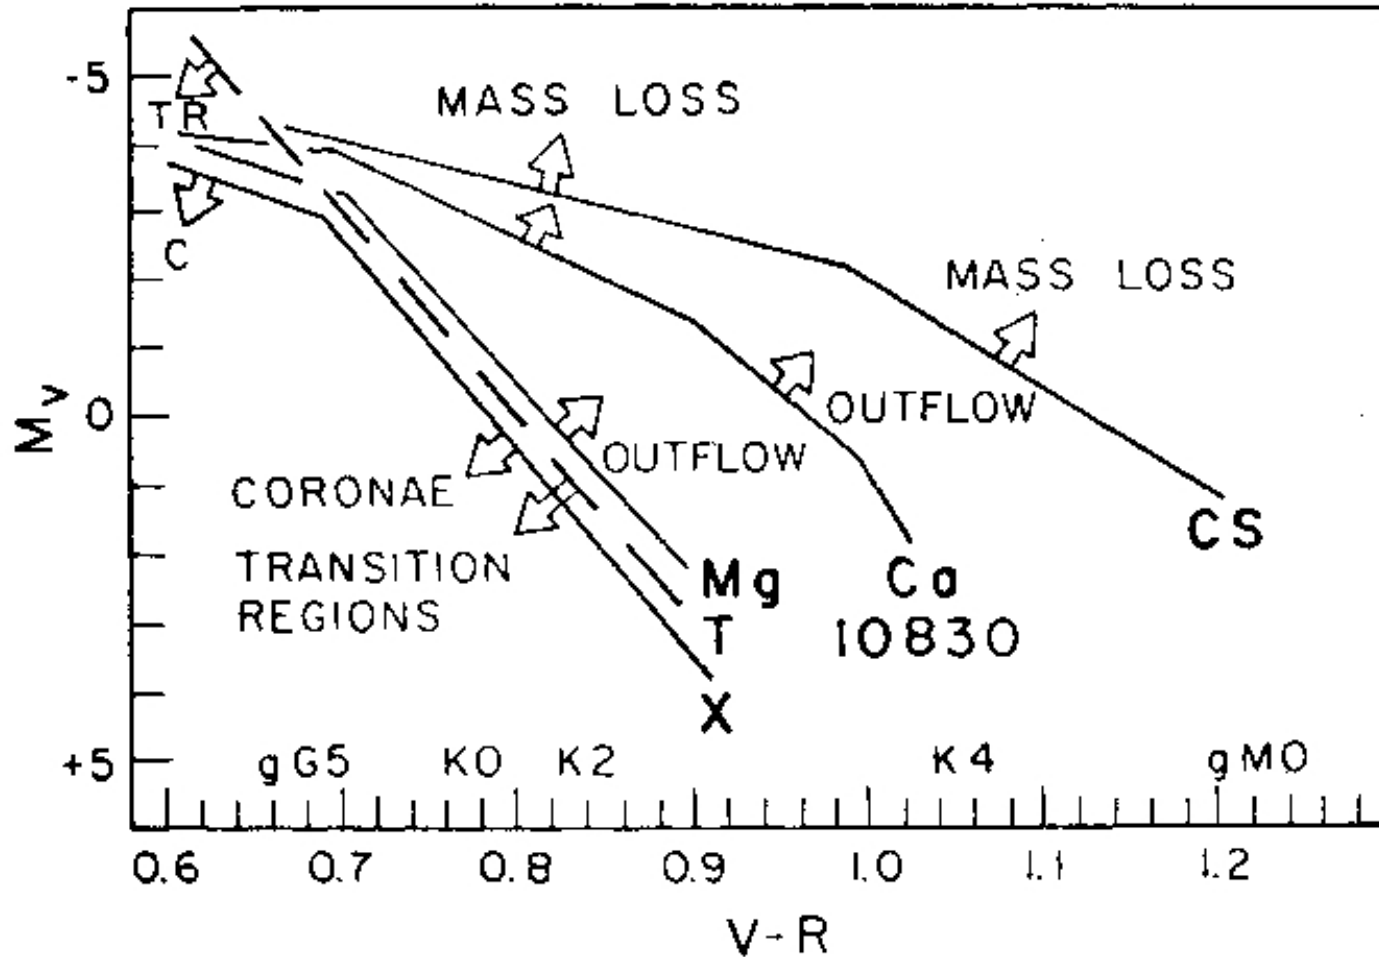 -5
MASS LOSS
TR
C
MASS LOSS
Mv
0
OUTFLOW
OUTFLOW
CORONAE
TRANSITION
REGIONS
Mg
T
X
Ca
10830
CS
+5
gG5 K0 K2 K4 gM0
0.6 0.7 0.8 0.9 1.0 1.1 1.2
V-R